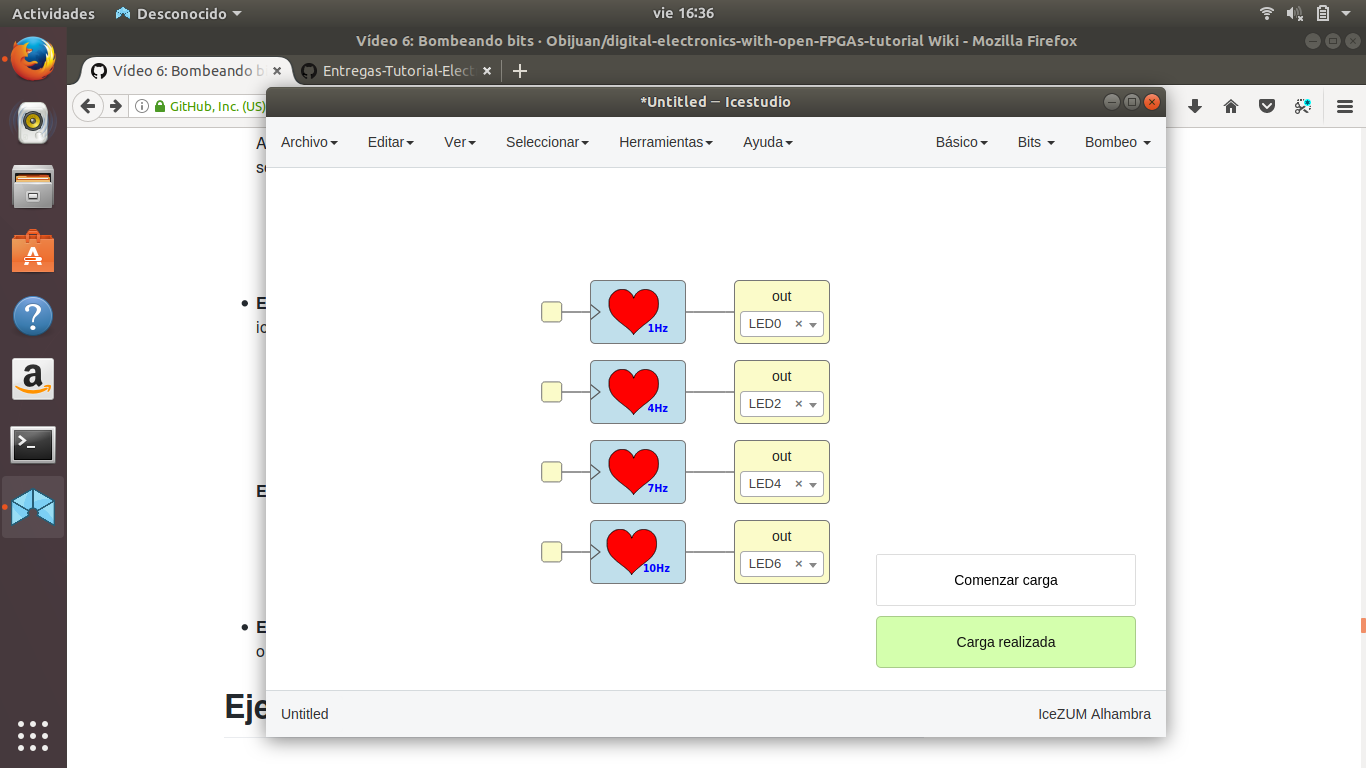 Actividades
Desconocido
vie 16:36
Vídeo 6: Bombeando bits · Obijuan/digital-electronics-with-open-FPGAs-tutorial Wiki - Mozilla Firefox
Vídeo 6: Bombeando b
Entregas-Tutorial-Elect
GitHub, Inc. (US)
*Untitled — Icestudio
Archivo Editar Ver Seleccionar Herramientas Ayuda Básico Bits Bombeo
1Hz
out
LED0
4Hz
out
LED2
7Hz
out
LED4
10Hz
out
LED6
Comenzar carga
Carga realizada
Untitled
IceZUM Alhambra